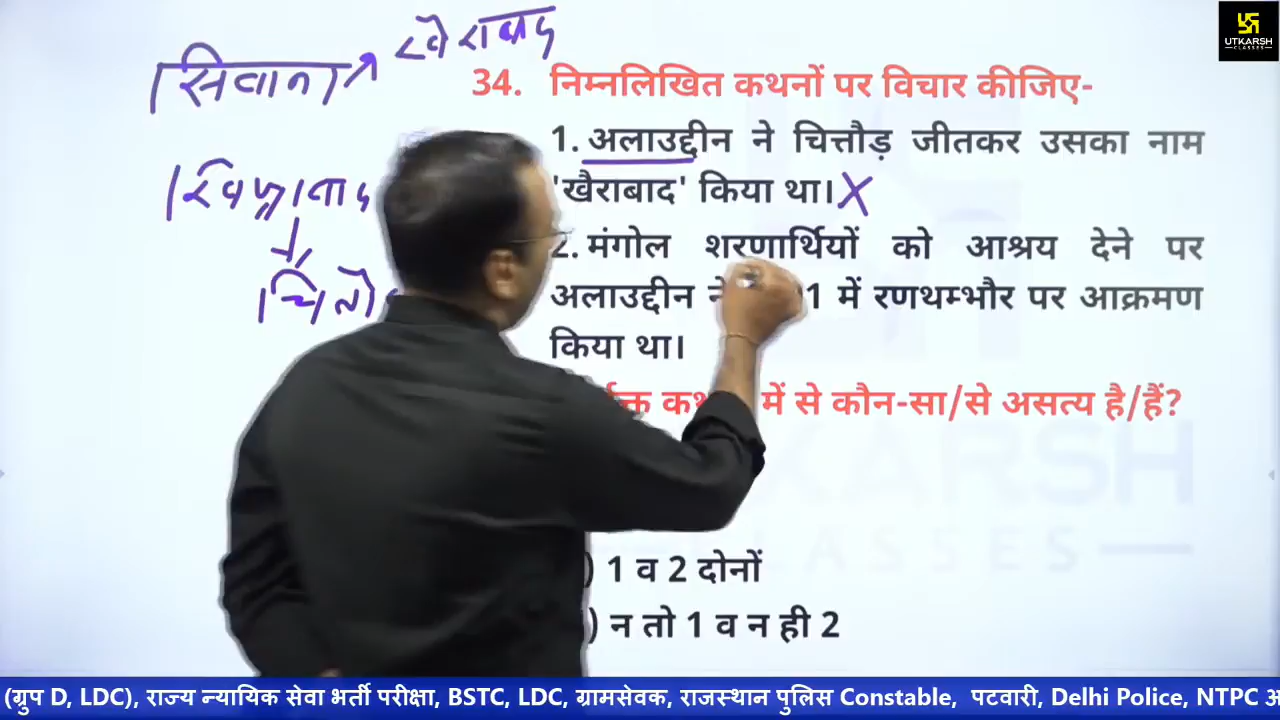 सिवाना → खैराबाद
खिज्राबाद
34. निम्नलिखित कथनों पर विचार कीजिए-
1. अलाउद्दीन ने चित्तौड़ जीतकर उसका नाम
'खैराबाद' किया था। X
2. मंगोल शरणार्थियों को आश्रय देने पर
अलाउद्दीन ने 1 में रणथम्भौर पर आक्रमण
किया था।
में से कौन-सा/से असत्य है/हैं?
) 1 व 2 दोनों
) न तो 1 व न ही 2
UTKARSH
CLASSES
(ग्रुप D, LDC), राज्य न्यायिक सेवा भर्ती परीक्षा, BSTC, LDC, ग्रामसेवक, राजस्थान पुलिस Constable, पटवारी, Delhi Police, NTPC